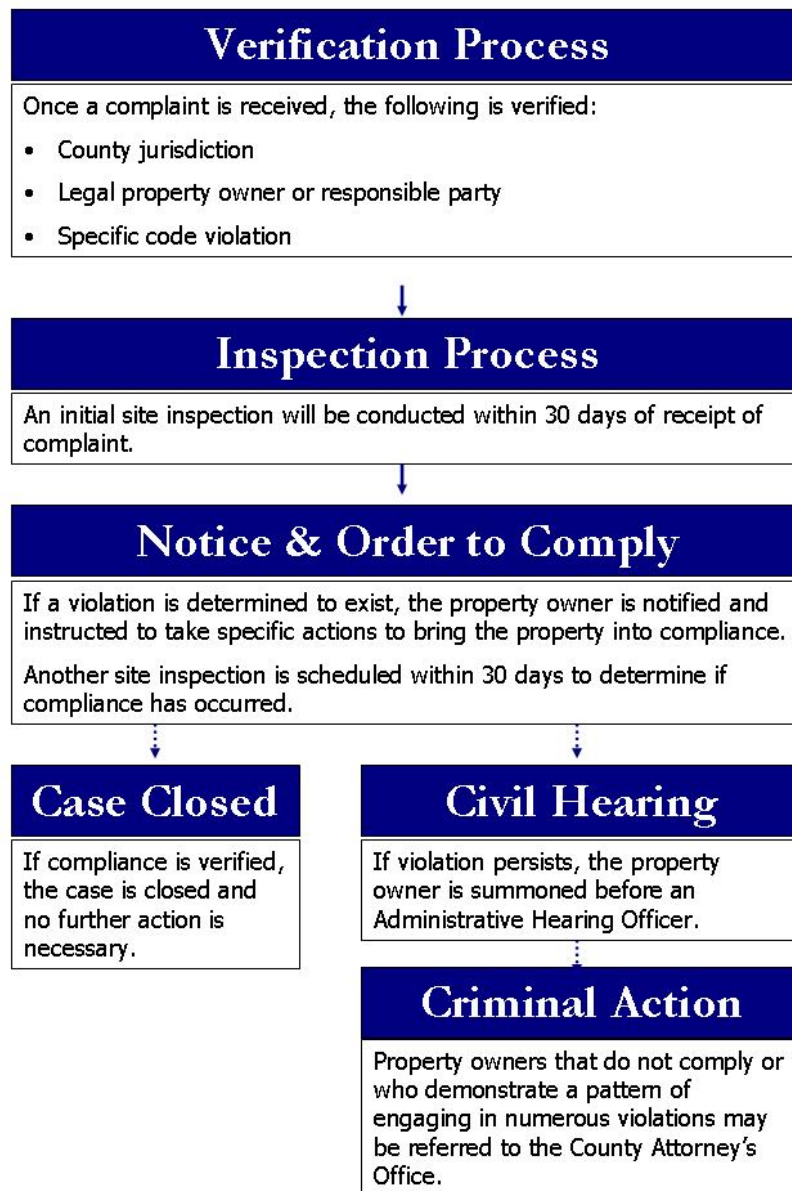 Verification Process
Once a complaint is received, the following is verified:
• County jurisdiction
• Legal property owner or responsible party
• Specific code violation
Inspection Process
An initial site inspection will be conducted within 30 days of receipt of
complaint.
Notice & Order to Comply
If a violation is determined to exist, the property owner is notified and
instructed to take specific actions to bring the property into compliance.
Another site inspection is scheduled within 30 days to determine if
compliance has occurred.
Case Closed
If compliance is verified,
the case is closed and
no further action is
necessary.
Civil Hearing
If violation persists, the property
owner is summoned before an
Administrative Hearing Officer.
Criminal Action
Property owners that do not comply or
who demonstrate a pattern of
engaging in numerous violations may
be referred to the County Attorney's
Office.